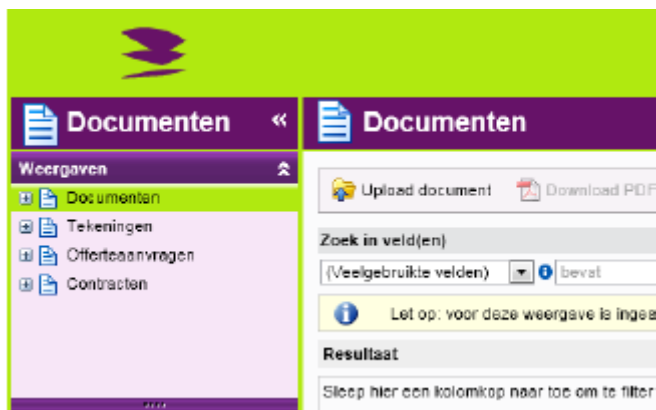 Documenten «
Documenten
Weergaven
Documenten
Tekeningen
Offerteaanvragen
Contracten
Upload document Download PDF
Zoek in veld(en)
(Veelgebruikte velden) bevat
Let op: voor deze weergave is
Resultaat
Sleep hier een kolomkop naar toe om te filter